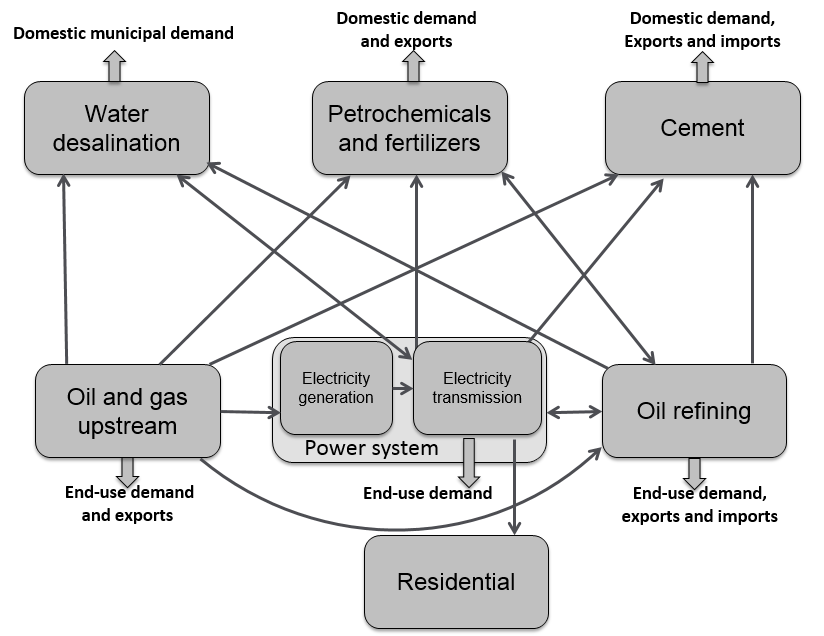 Domestic municipal demand
Domestic demand
and exports
Domestic demand,
Exports and imports
Water
desalination
Petrochemicals
and fertilizers
Cement
Oil and gas
upstream
Electricity
generation
Electricity
transmission
Power system
Oil refining
End-use demand
and exports
End-use demand
End-use demand,
exports and imports
Residential